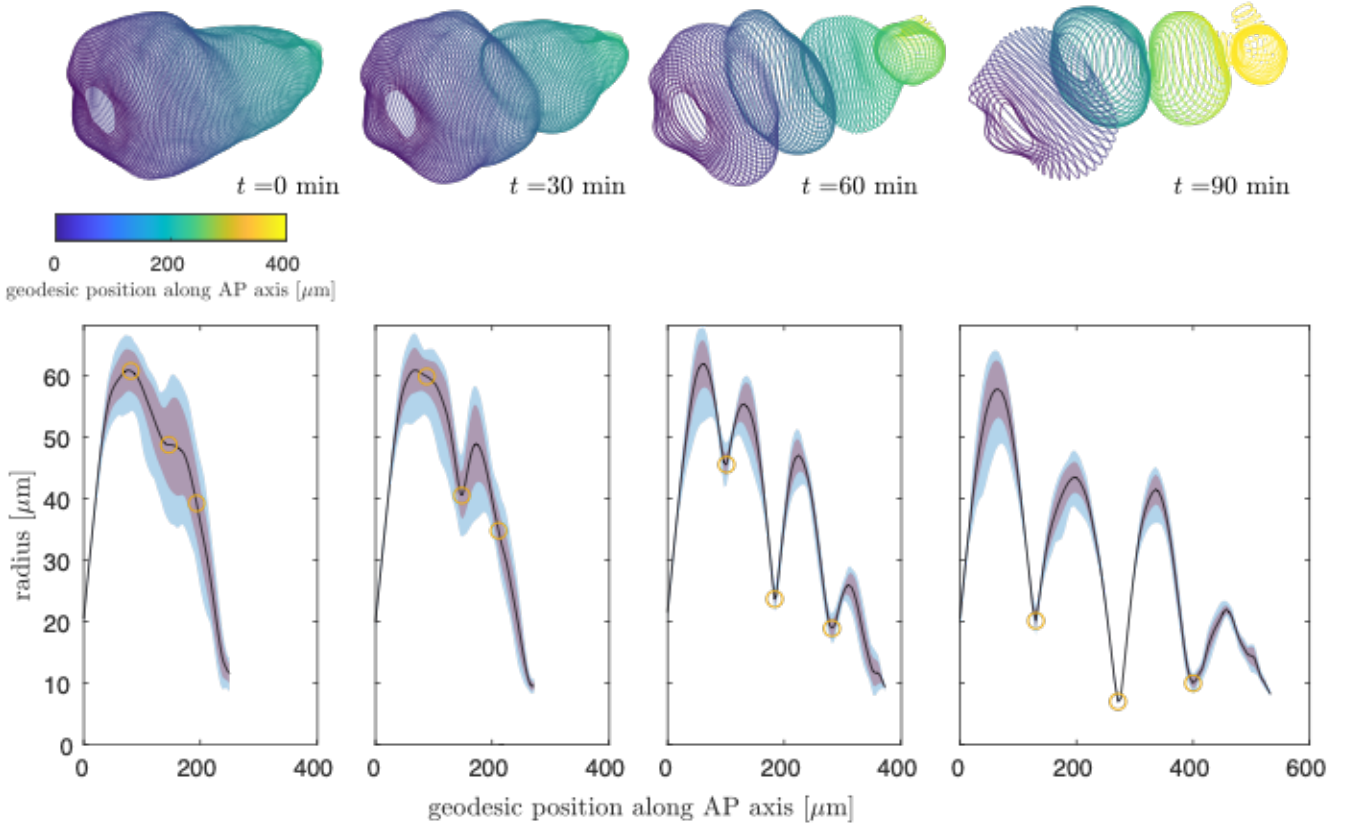 t =0 min
t =30 min
t =60 min
t =90 min
0 200 400
geodesic position along AP axis [μm]
radius [μm]
60
50
40
30
20
10
0
0 200 400
0 200 400
0 200 400
0 200 400 600
geodesic position along AP axis [μm]